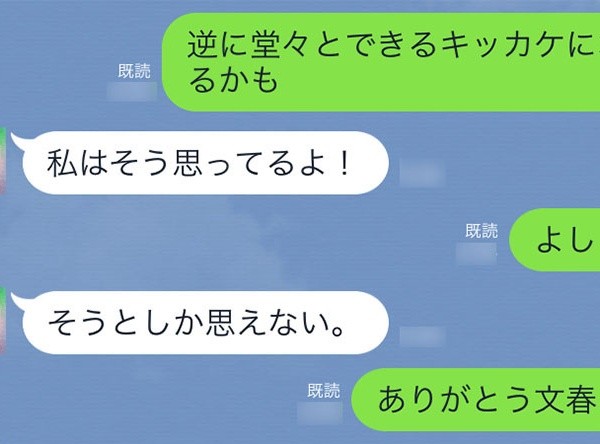 逆に堂々とできるキッカケに
るかも
既読
私はそう思ってるよ！
既読
よし
そうとしか思えない。
既読
ありがとう文春